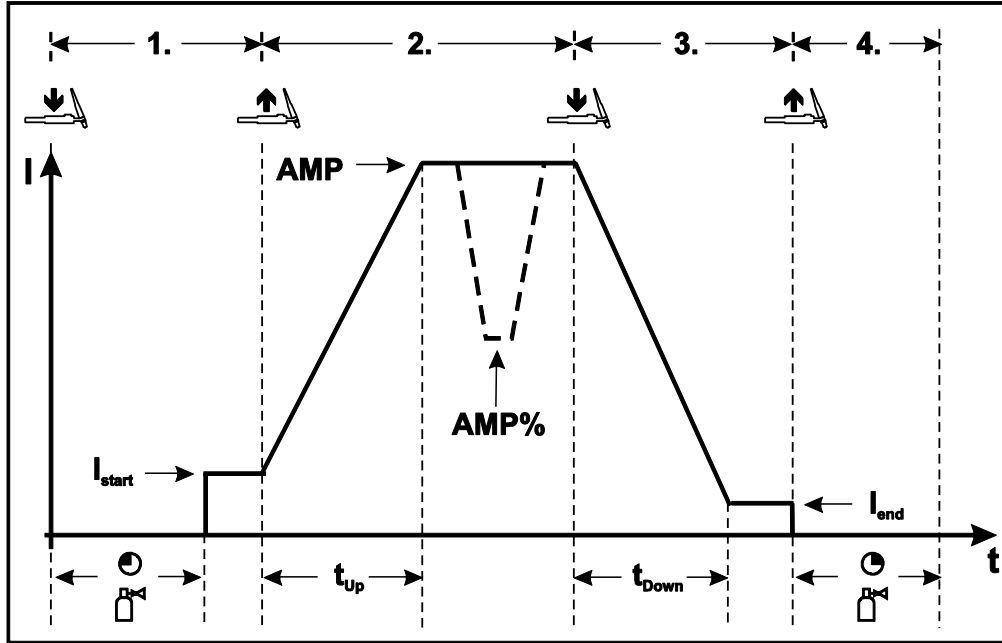 1.
2.
3.
4.
I
AMP
AMP%
Istart
Iend
t
tUp
tDown